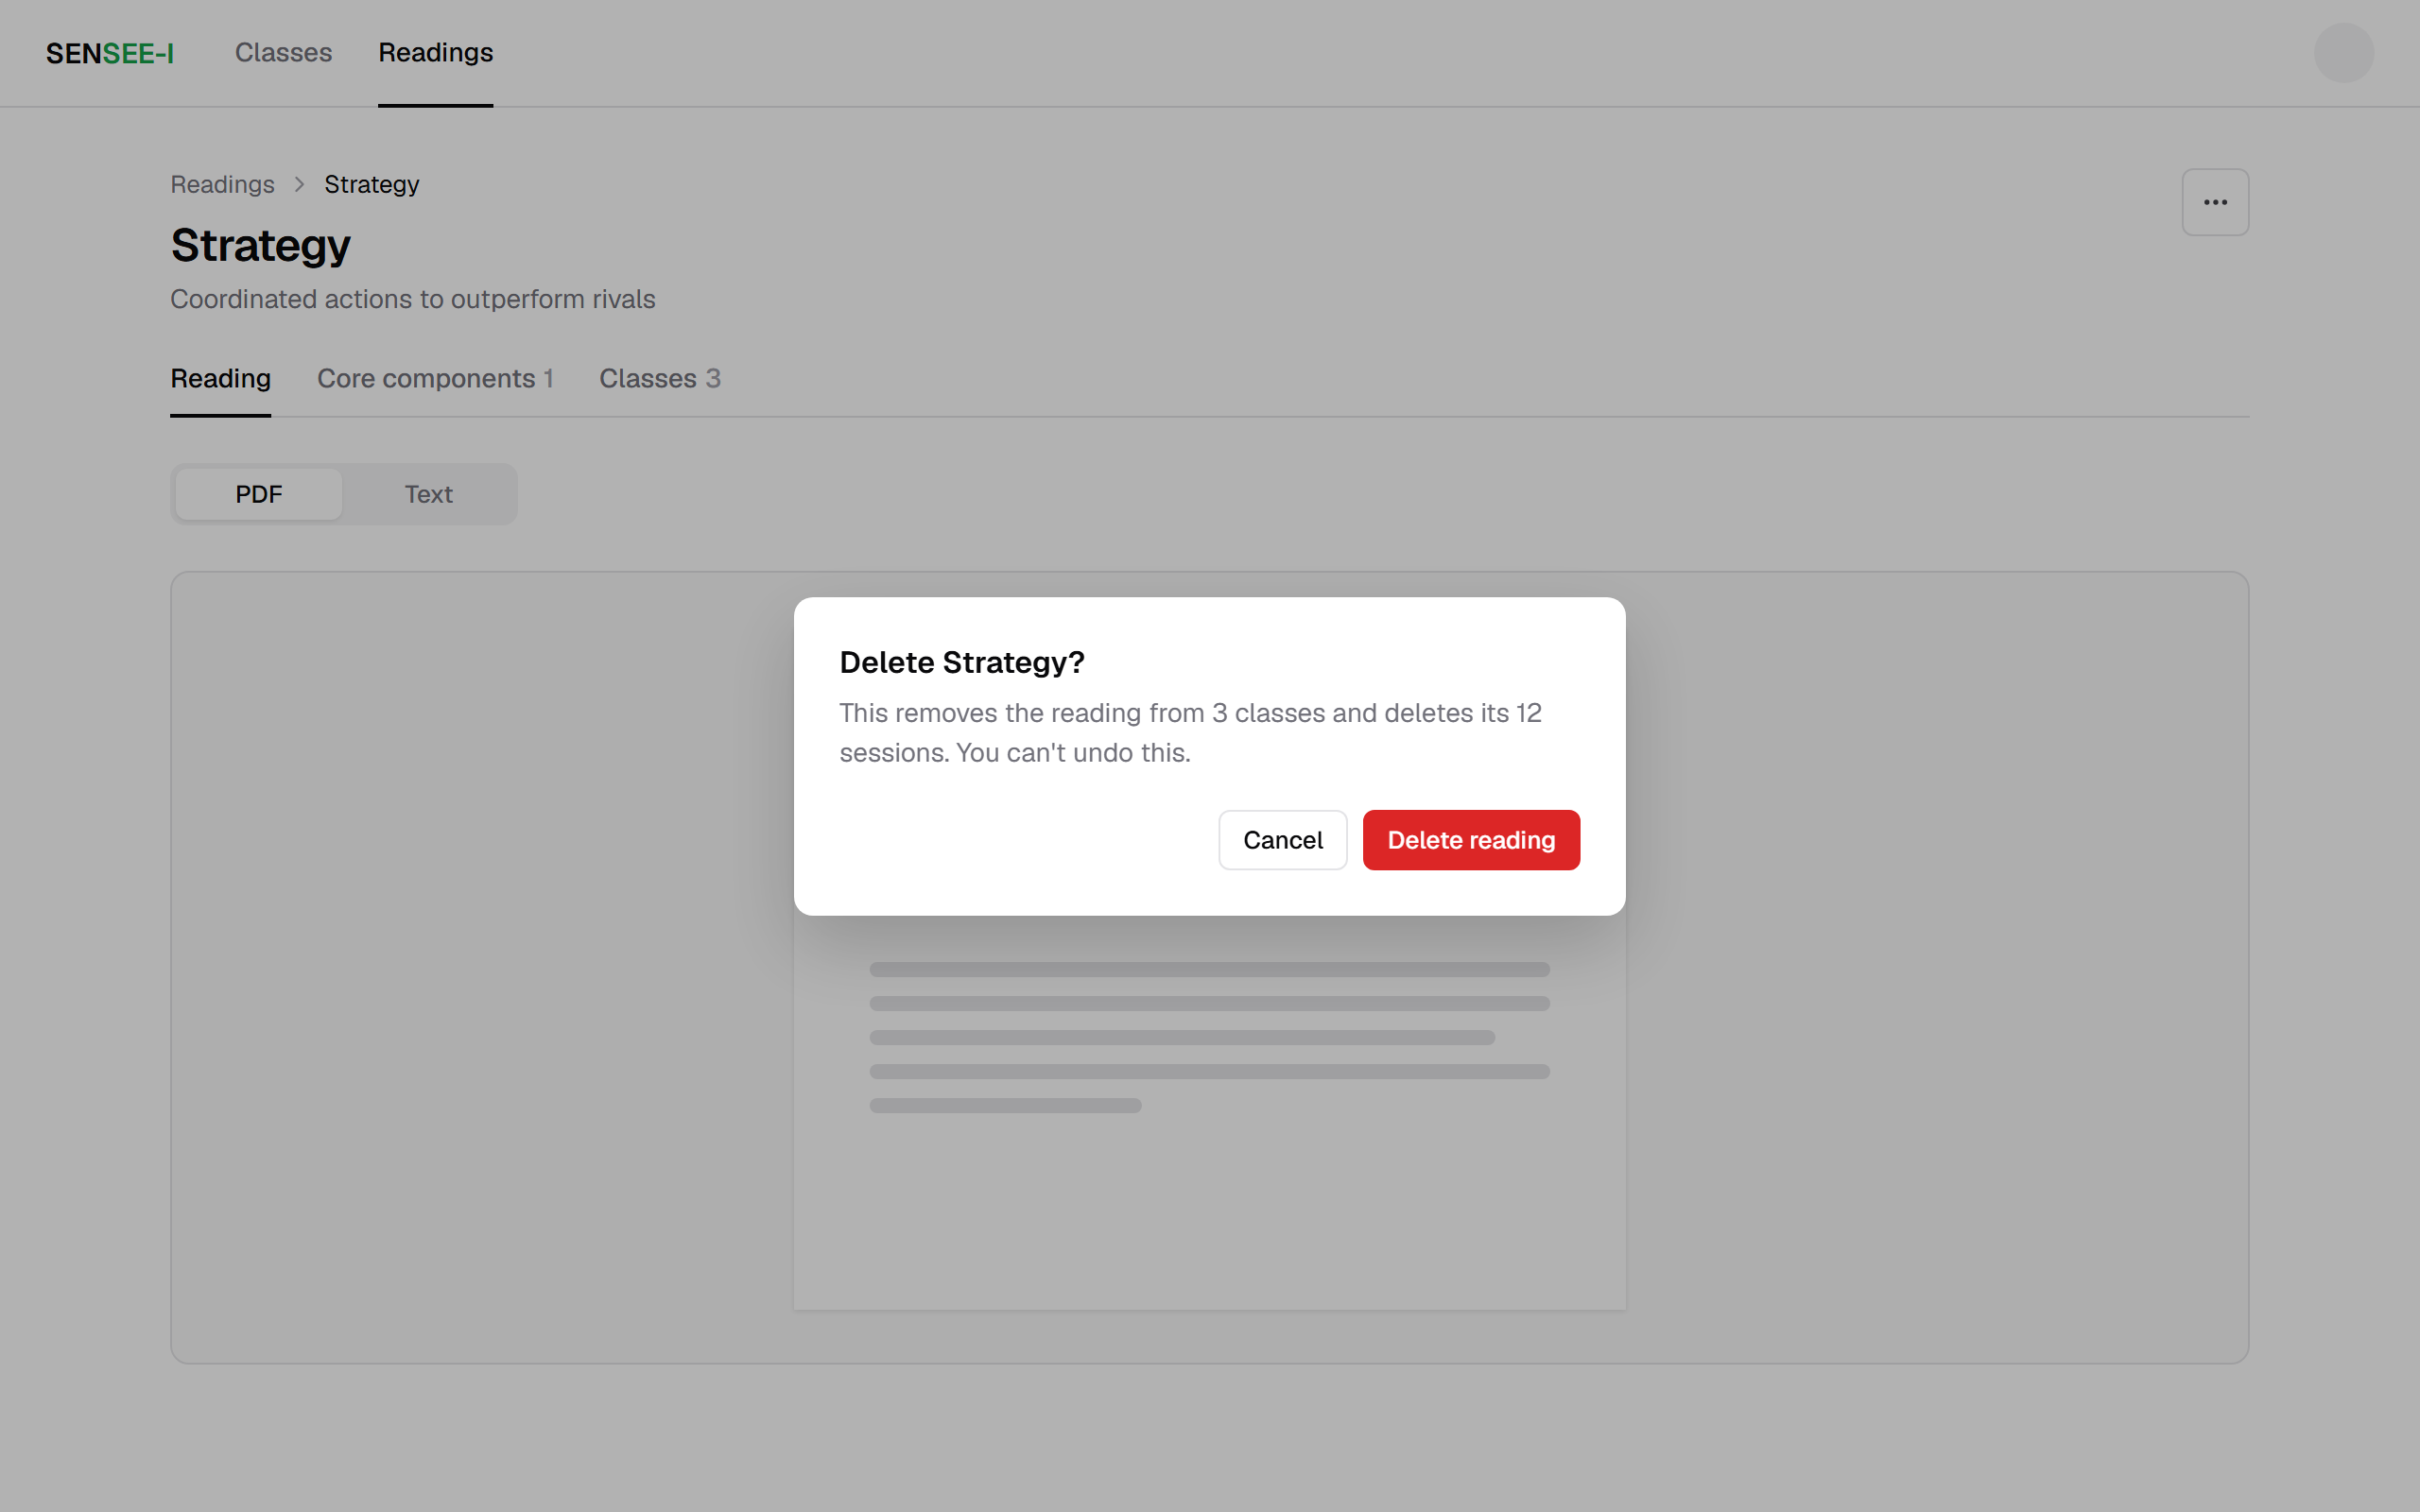 SENSEE-I Classes Readings
Readings > Strategy
Strategy
Coordinated actions to outperform rivals
Reading Core components 1 Classes 3
PDF Text
Delete Strategy?
This removes the reading from 3 classes and deletes its 12
sessions. You can't undo this.
Cancel Delete reading